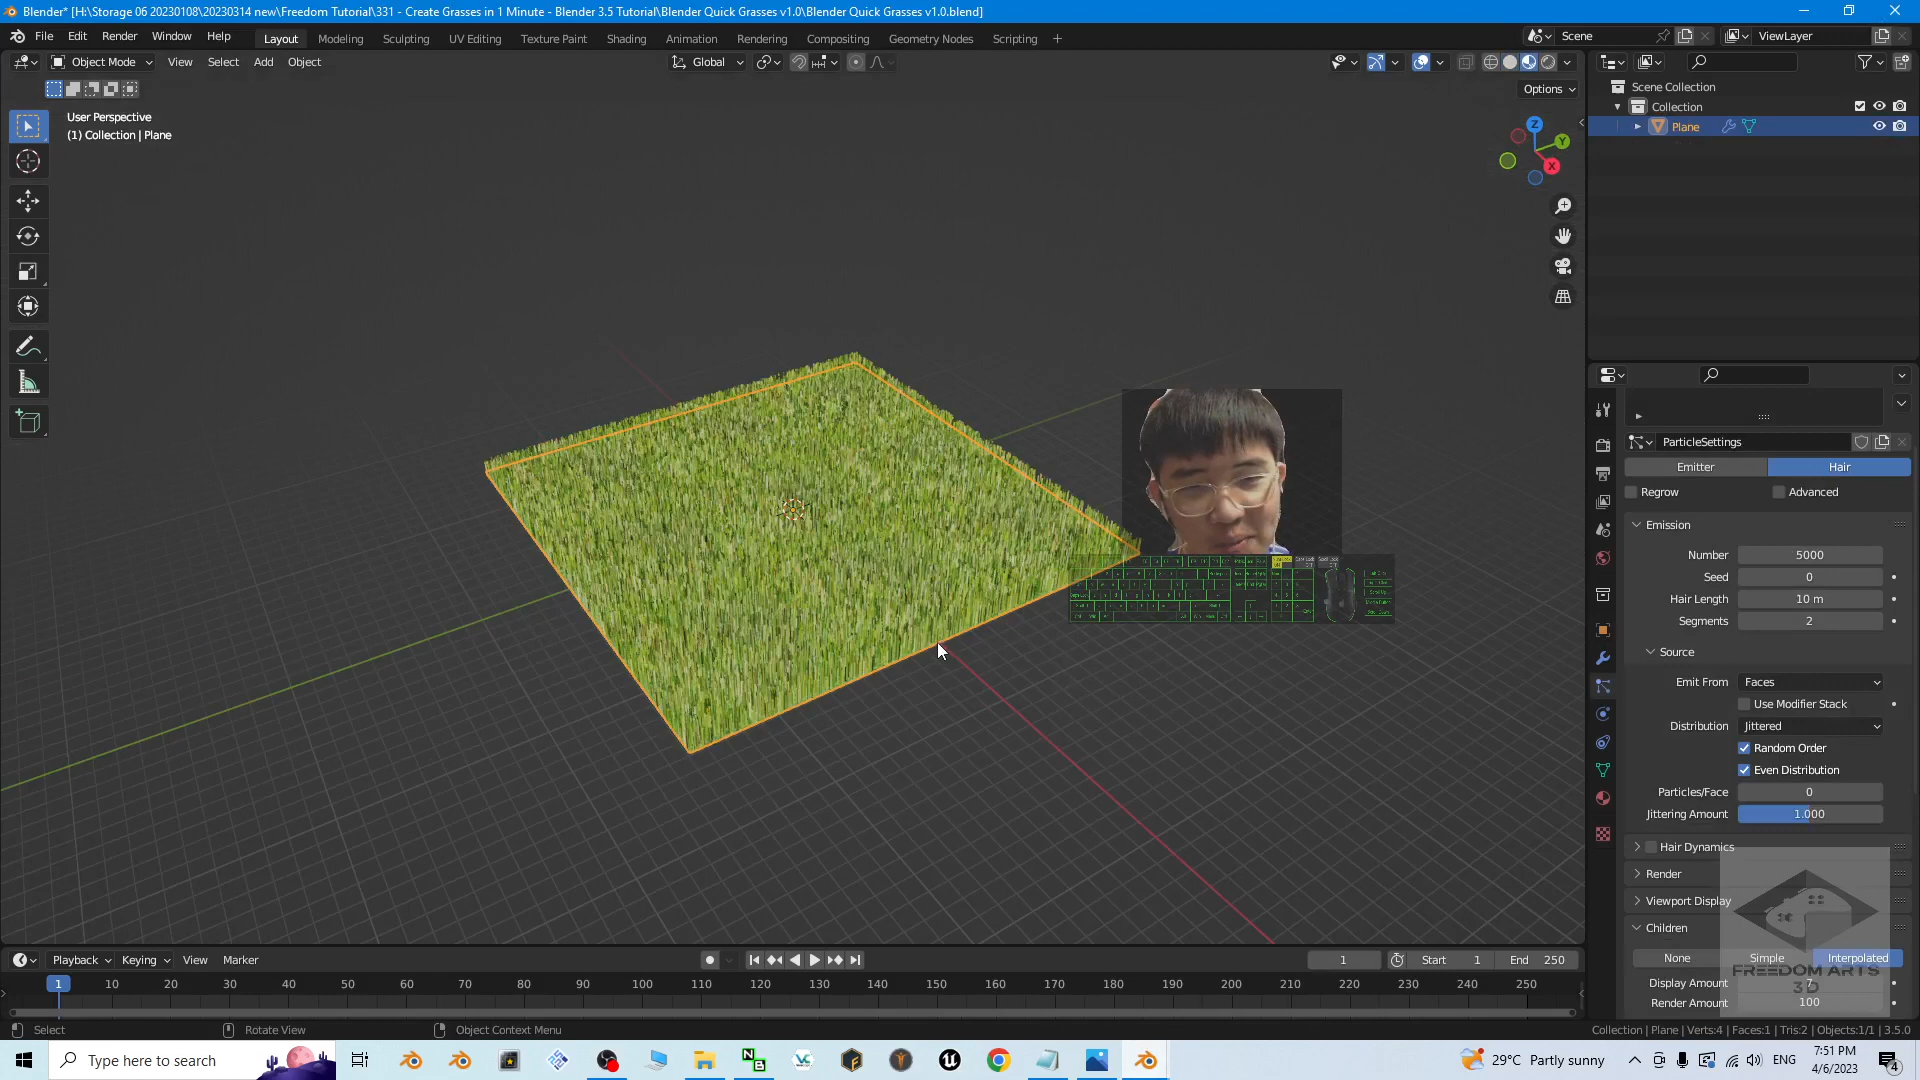 Blender* [H:\Storage 06 20230108\20230314 new\Freedom Tutorial\331 - Create Grasses in 1 Minute - Blender 3.5 Tutorial\Blender Quick Grasses v1.0\Blender Quick Grasses v1.0.blend]
File Edit Render Window Help Layout Modeling Sculpting UV Editing Texture Paint Shading Animation Rendering Compositing Geometry Nodes Scripting + Scene ViewLayer
Object Mode View Select Add Object Global
Options
User Perspective
(1) Collection | Plane
Z
Y
X
Scene Collection
Collection
Plane
ParticleSettings
Emitter Hair
Regrow Advanced
Emission
Number 5000
Seed 0
Hair Length 10 m
Segments 2
Source
Emit From Faces
Use Modifier Stack
Distribution Jittered
Random Order
Even Distribution
Particles/Face 0
Jittering Amount 1.000
Hair Dynamics
Render
Viewport Display
Children
None Simple Interpolated
FREEDOM ARTS
3D
Display Amount 7
Render Amount 100
Playback Keying View Marker 1 Start 1 End 250
1 10 20 30 40 50 60 70 80 90 100 110 120 130 140 150 160 170 180 190 200 210 220 230 240 250
Select Rotate View Object Context Menu Collection | Plane | Verts:4 | Faces:1 | Tris:2 | Objects:1/1 | 3.5.0
Type here to search 29°C Partly sunny ENG
7:51 PM
4/6/2023
4